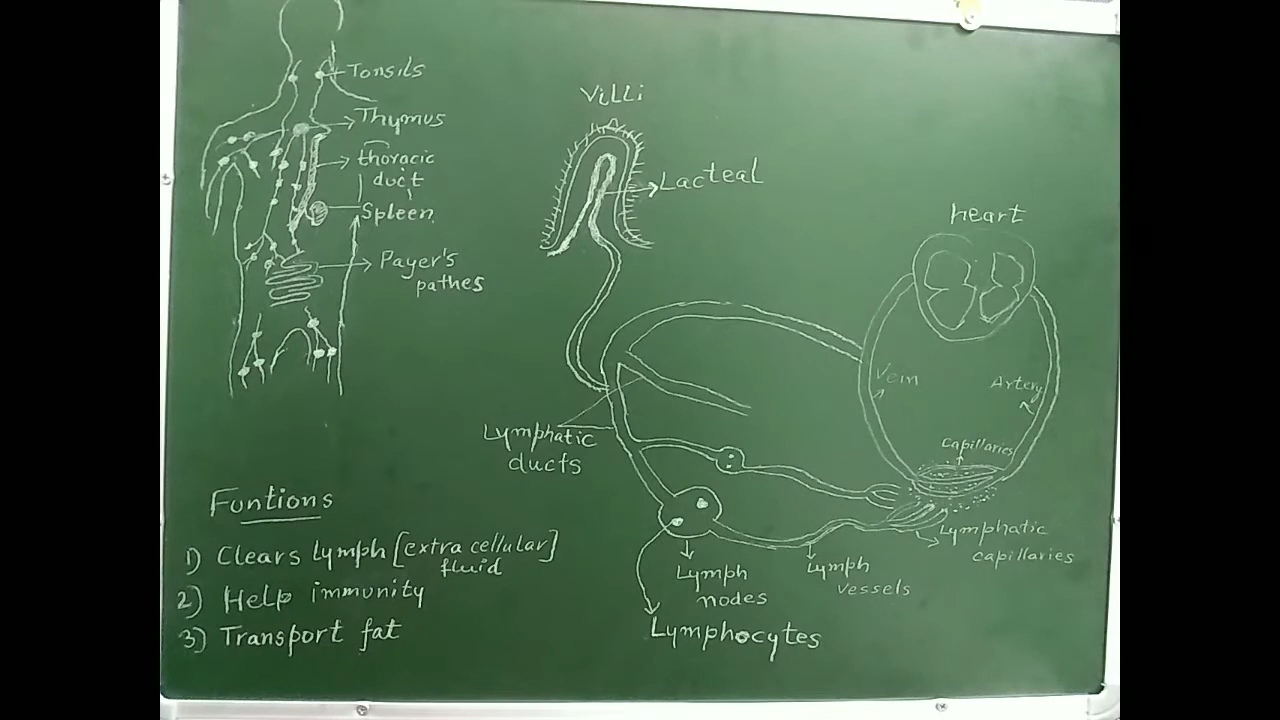 Tonsils
Thymus
thoracic
duct
Spleen
Payer's
pathes
Villi
Lacteal
heart
Vein
Artery
Capillaries
Lymphatic
capillaries
Lymphatic
ducts
Lymph
nodes
Lymph
vessels
Lymphocytes
Funtions
1) Clears lymph [extra cellular]
fluid
2) Help immunity
3) Transport fat